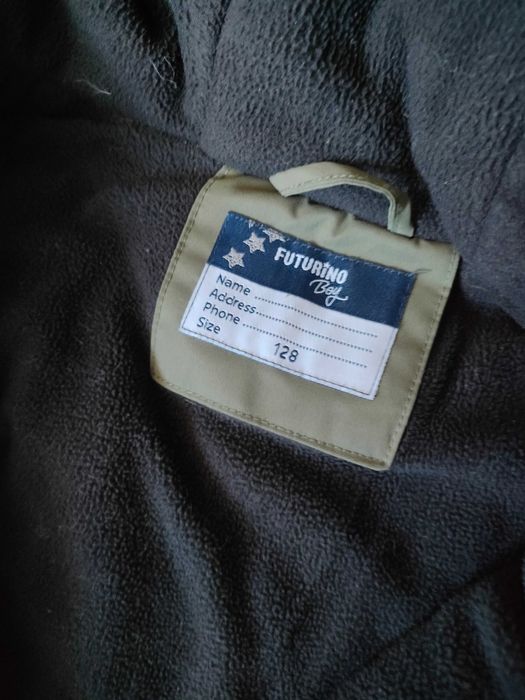 FUTURINO
Boy
Name ........................
Address........................
Phone ........................
Size 128